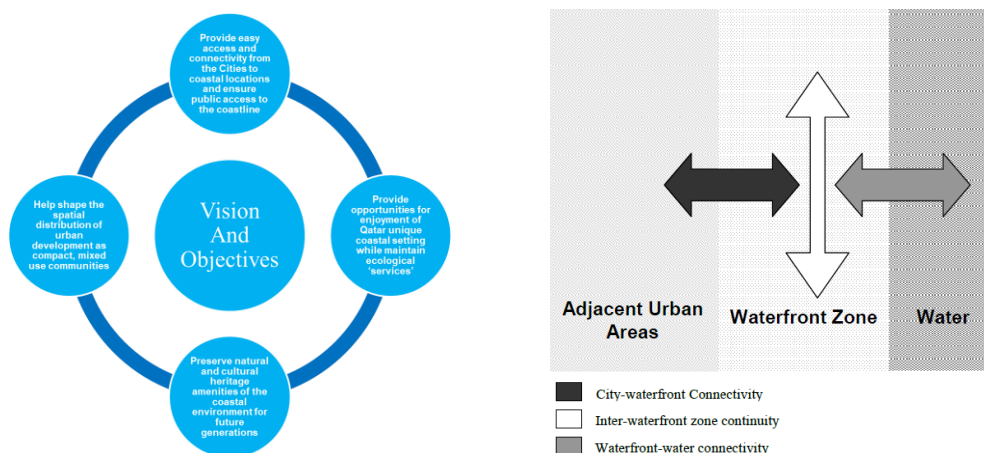 Provide easy
access and
connectivity from
the Cities to
coastal locations
and ensure
public access to
the coastline
Help shape the
spatial
distribution of
urban
development as
compact, mixed
use communities
Vision
And
Objectives
Provide
opportunities for
enjoyment of
Qatar unique
coastal setting
while maintain
ecological
'services'
Preserve natural
and cultural
heritage
amenities of the
coastal
environment for
future
generations
Adjacent Urban
Areas
Waterfront Zone
Water
City-waterfront Connectivity
Inter-waterfront zone continuity
Waterfront-water connectivity